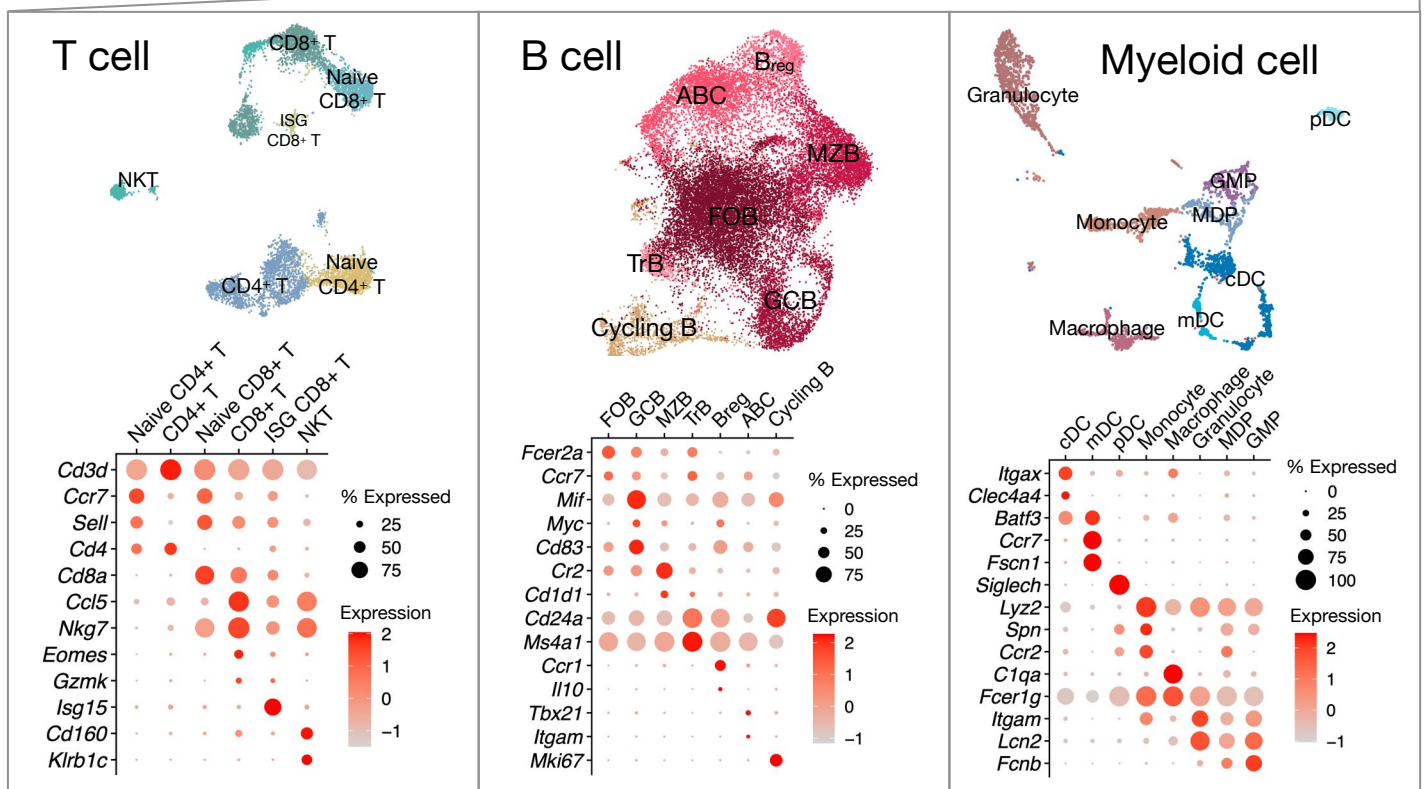 T cell
CD8+ T
Naive
CD8+ T
ISG
CD8+ T
NKT
CD4+ T
Naive
CD4+ T
Naive CD4+ T
CD4+ T
Naive CD8+ T
CD8+ T
ISG CD8+ T
NKT
Cd3d
Ccr7
Sell
Cd4
Cd8a
Ccl5
Nkg7
Eomes
Gzmk
Isg15
Cd160
Klrb1c
% Expressed
25
50
75
Expression
2
1
0
−1
B cell
Breg
ABC
MZB
FOB
TrB
GCB
Cycling B
FOB
GCB
MZB
TrB
Breg
ABC
Cycling B
Fcer2a
Ccr7
Mif
Myc
Cd83
Cr2
Cd1d1
Cd24a
Ms4a1
Ccr1
Il10
Tbx21
Itgam
Mki67
% Expressed
0
25
50
75
Expression
2
1
0
−1
Myeloid cell
Granulocyte
pDC
GMP
MDP
Monocyte
cDC
mDC
Macrophage
cDC
mDC
pDC
Monocyte
Macrophage
Granulocyte
MDP
GMP
Itgax
Clec4a4
Batf3
Ccr7
Fscn1
Siglech
Lyz2
Spn
Ccr2
C1qa
Fcer1g
Itgam
Lcn2
Fcnb
% Expressed
0
25
50
75
100
Expression
2
1
0
−1